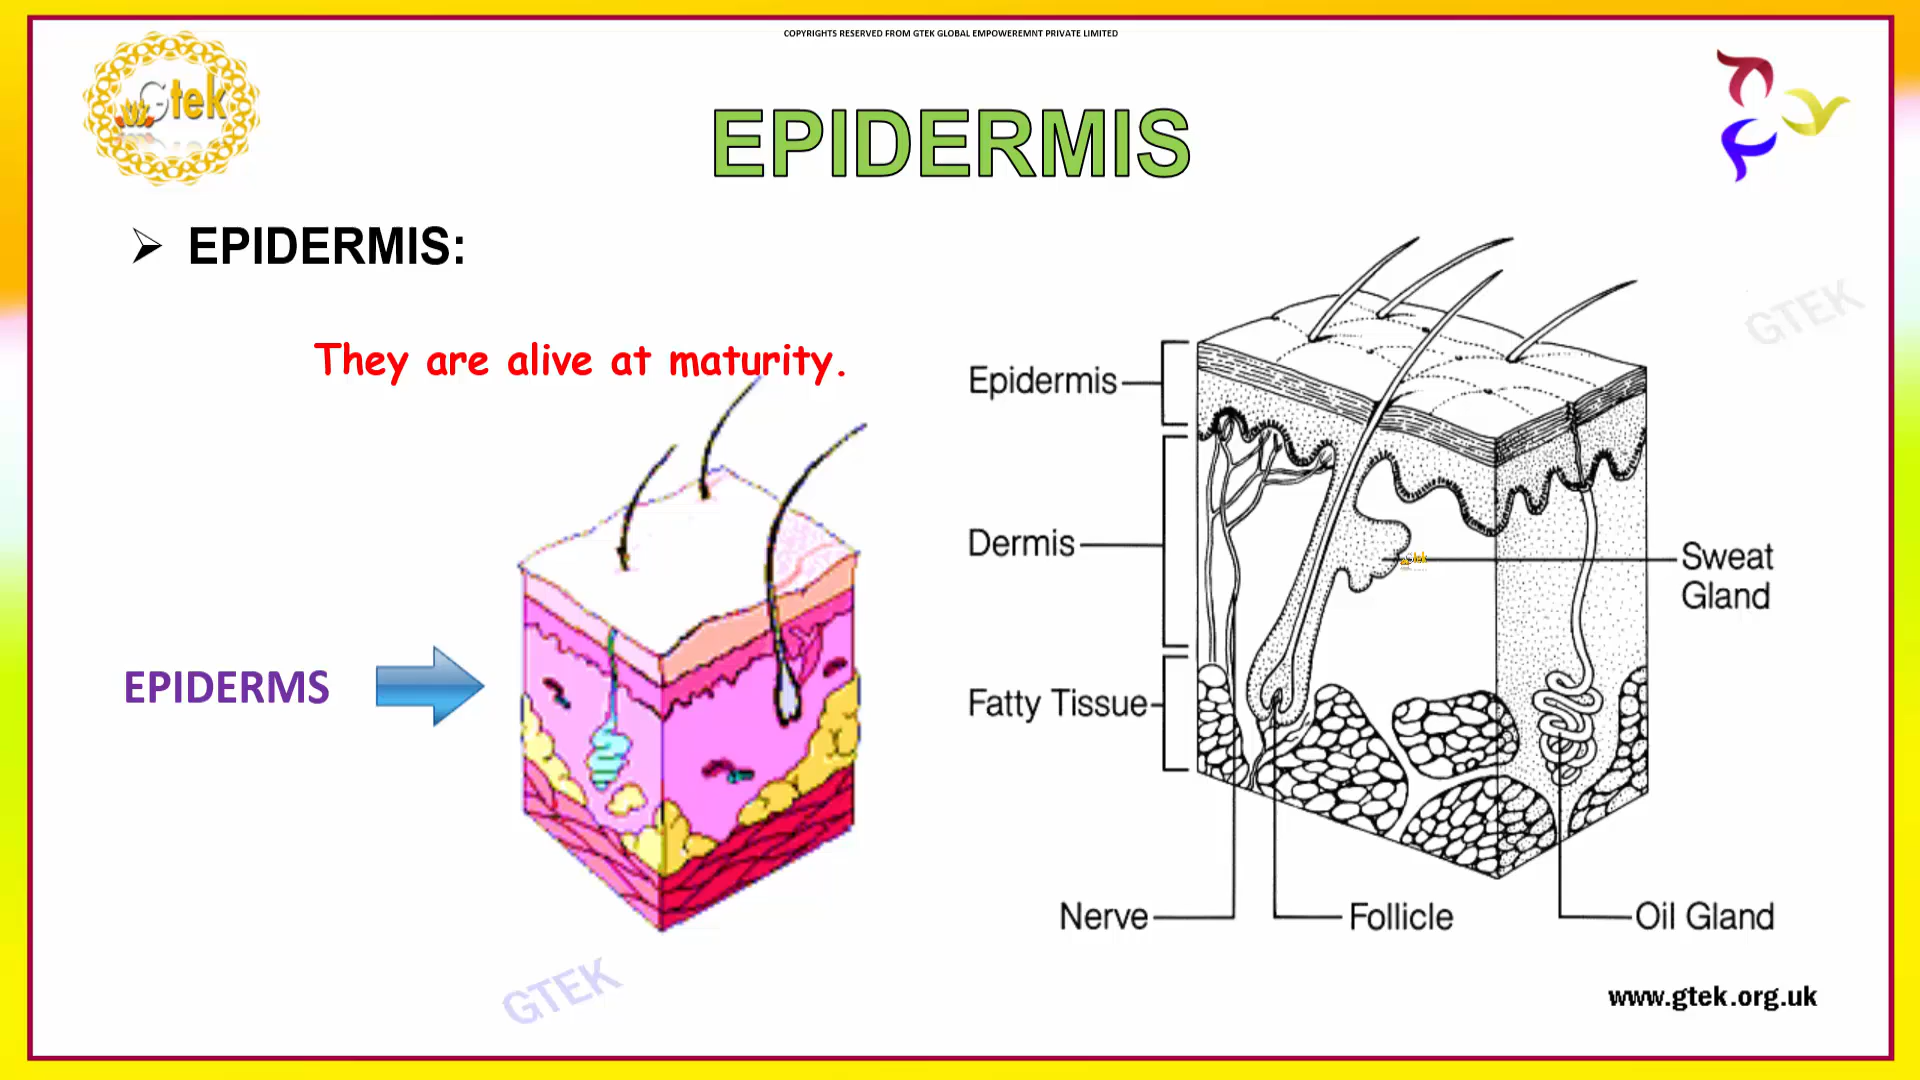 COPYRIGHTS RESERVED FROM GTEK GLOBAL EMPOWEREMNT PRIVATE LIMITED
Gtek
EPIDERMIS
➢ EPIDERMIS:
They are alive at maturity.
EPIDERMS
Epidermis
Dermis
Fatty Tissue
Sweat
Gland
Nerve
Follicle
Oil Gland
GTEK
GTEK
www.gtek.org.uk